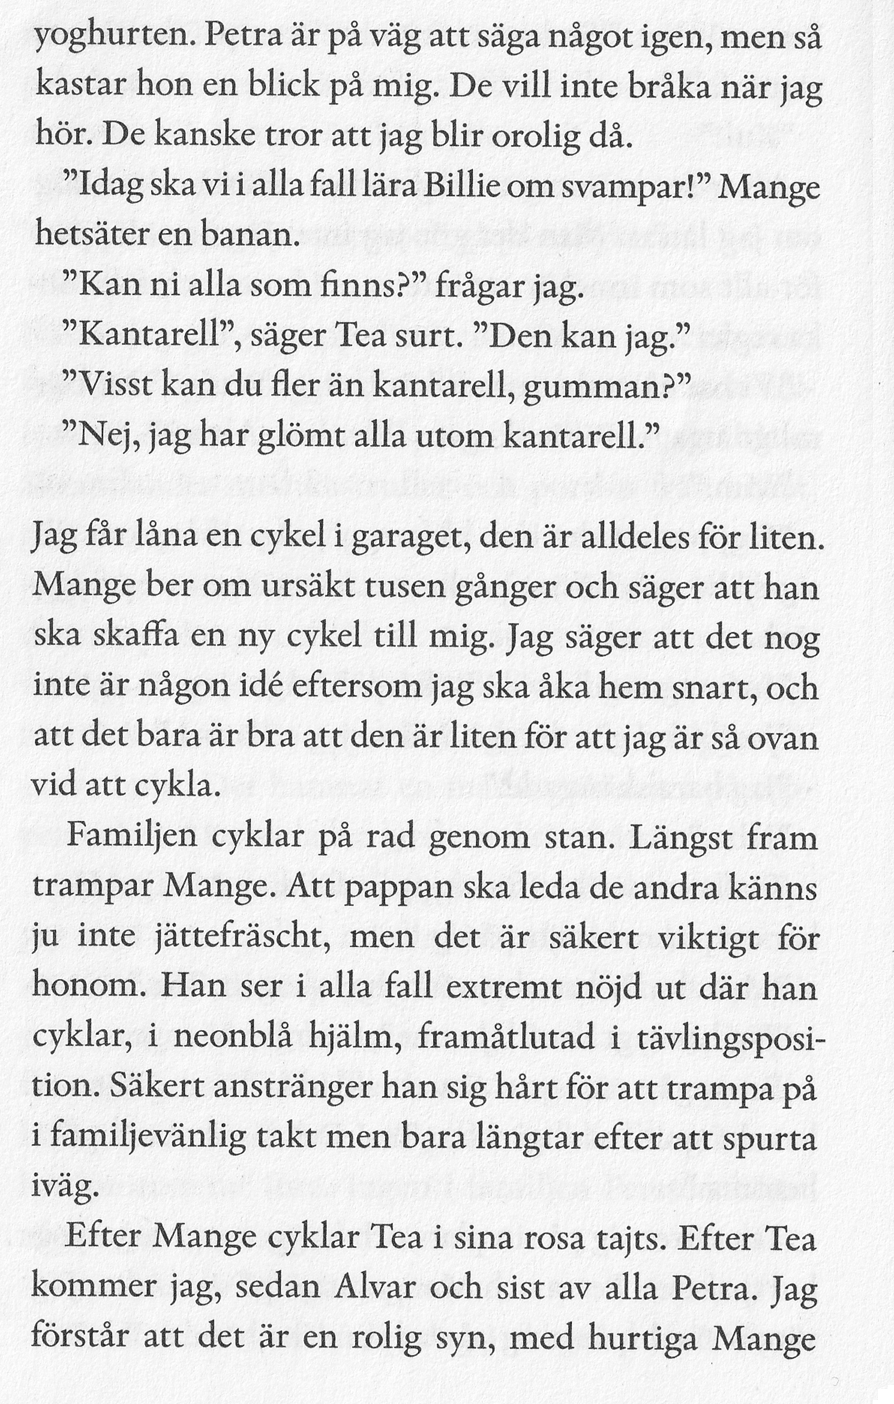 yoghurten. Petra är på väg att säga något igen, men så
kastar hon en blick på mig. De vill inte bråka när jag
hör. De kanske tror att jag blir orolig då.
”Idag ska vi i alla fall lära Billie om svampar!” Mange
hetsäter en banan.
”Kan ni alla som finns?” frågar jag.
”Kantarell”, säger Tea surt. ”Den kan jag.”
”Visst kan du fler än kantarell, gumman?”
”Nej, jag har glömt alla utom kantarell.”
Jag får låna en cykel i garaget, den är alldeles för liten.
Mange ber om ursäkt tusen gånger och säger att han
ska skaffa en ny cykel till mig. Jag säger att det nog
inte är någon idé eftersom jag ska åka hem snart, och
att det bara är bra att den är liten för att jag är så ovan
vid att cykla.
Familjen cyklar på rad genom stan. Längst fram
trampar Mange. Att pappan ska leda de andra känns
ju inte jättefräscht, men det är säkert viktigt för
honom. Han ser i alla fall extremt nöjd ut där han
cyklar, i neonblå hjälm, framåtlutad i tävlingsposi-
tion. Säkert anstränger han sig hårt för att trampa på
i familjevänlig takt men bara längtar efter att spurta
iväg.
Efter Mange cyklar Tea i sina rosa tajts. Efter Tea
kommer jag, sedan Alvar och sist av alla Petra. Jag
förstår att det är en rolig syn, med hurtiga Mange